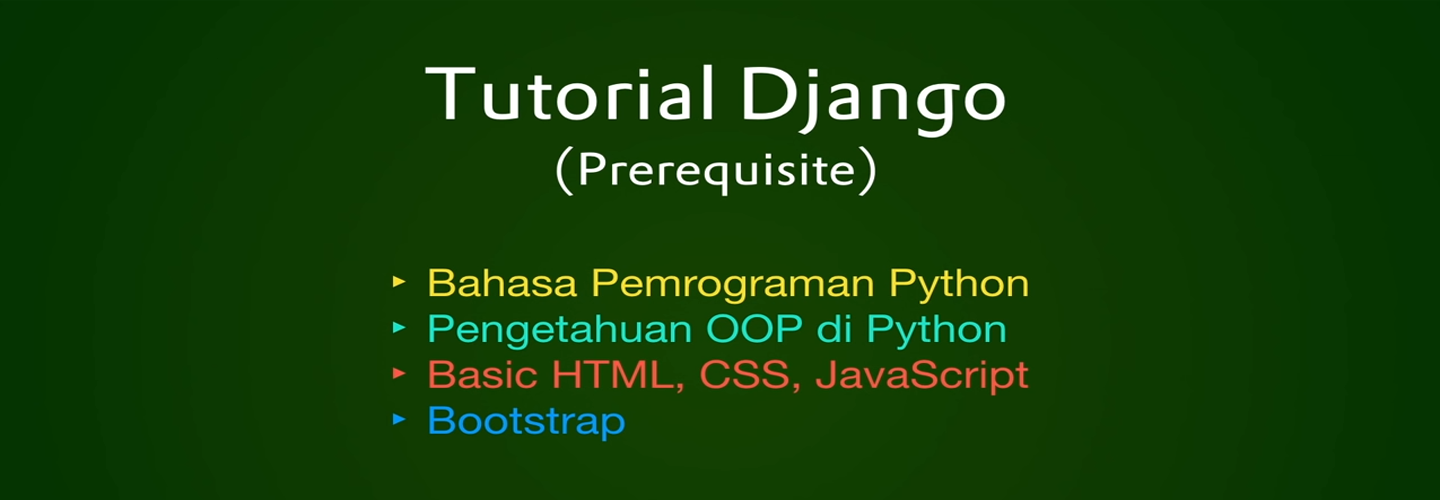 Tutorial Django
(Prerequisite)
‣ Bahasa Pemrograman Python
‣ Pengetahuan OOP di Python
‣ Basic HTML, CSS, JavaScript
‣ Bootstrap